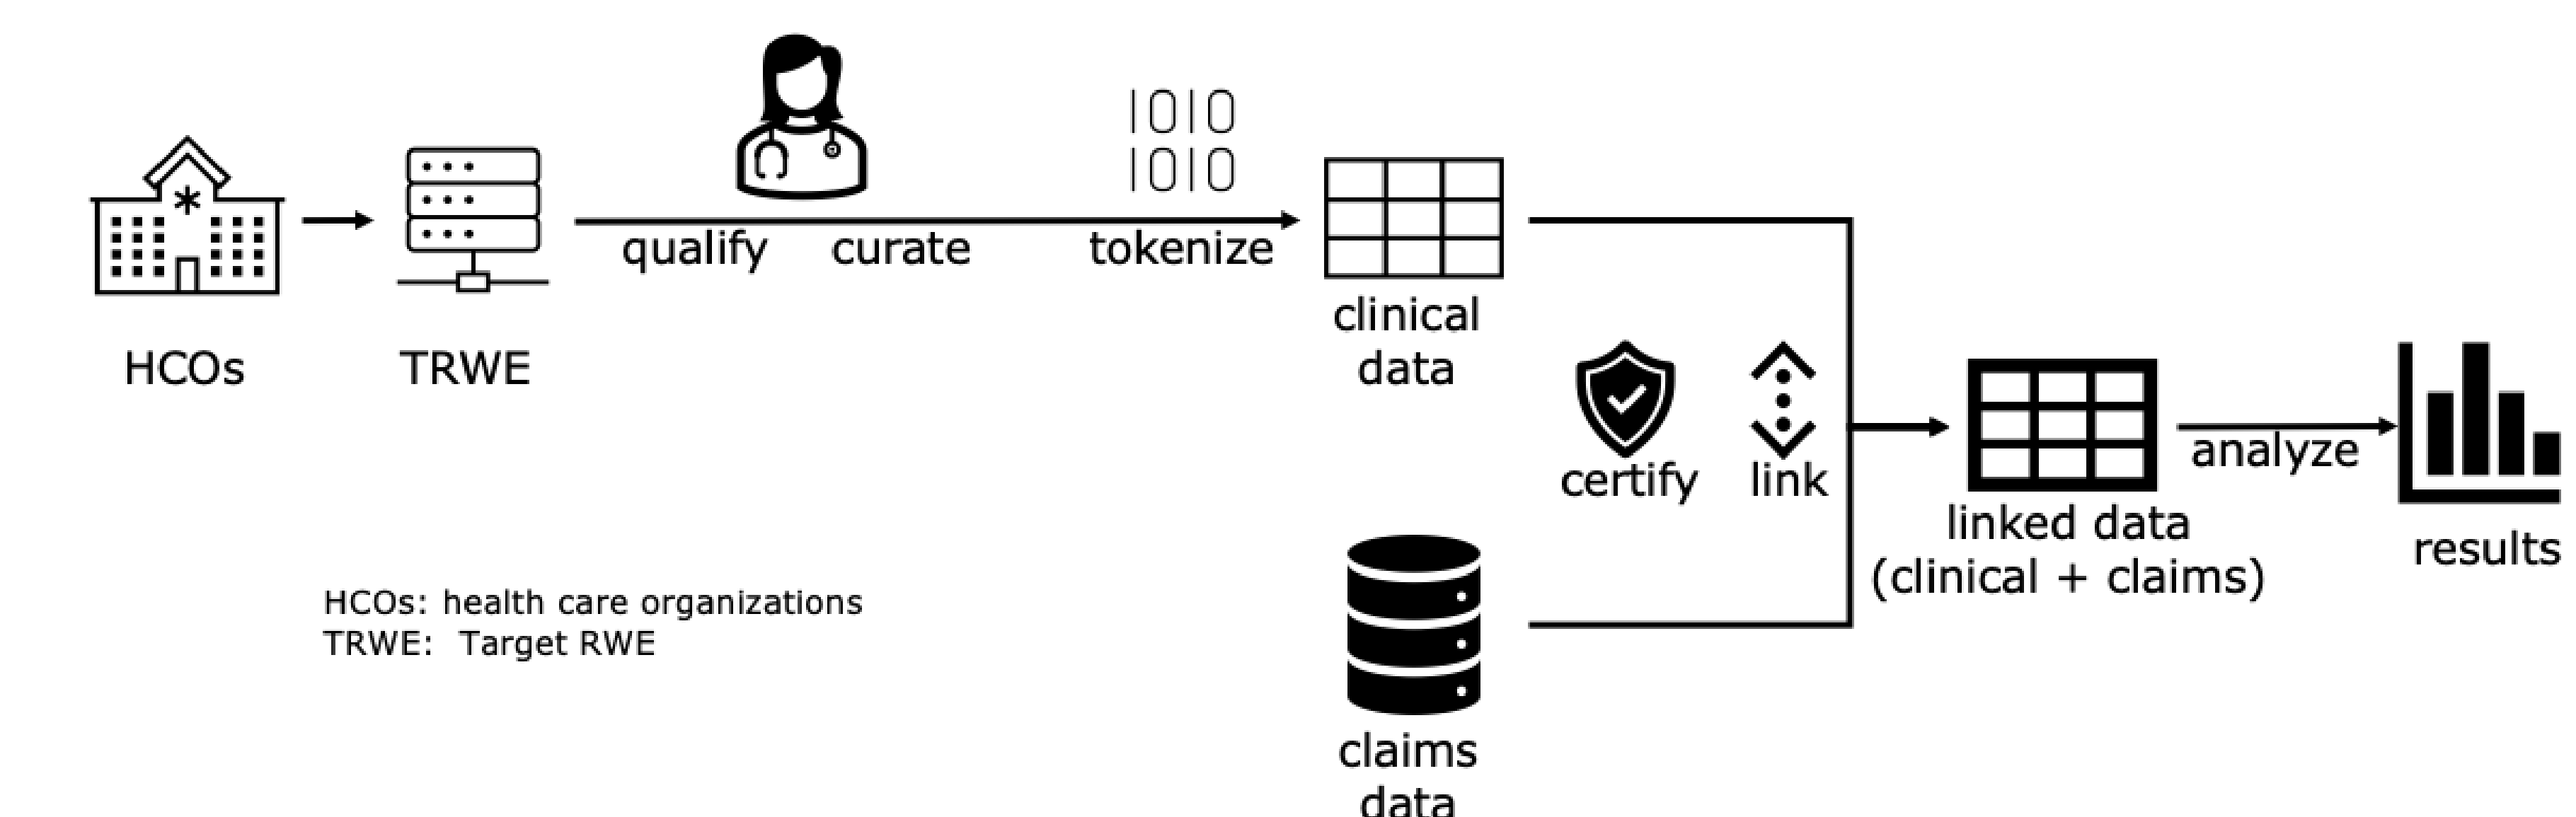 1010
1010
qualify
curate
tokenize
HCOs
TRWE
clinical
data
certify
link
analyze
linked data
(clinical + claims)
results
HCOs: health care organizations
TRWE: Target RWE
claims
data